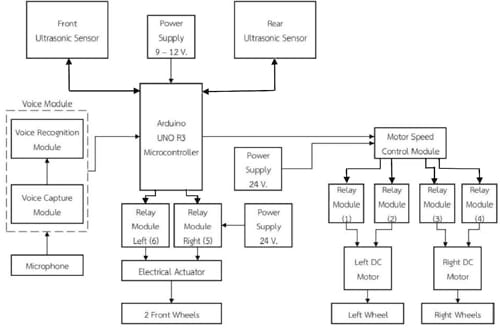 Front
Ultrasonic Sensor
Power
Supply
9 – 12 V.
Rear
Ultrasonic Sensor
Voice Module
Voice Recognition
Module
Voice Capture
Module
Microphone
Arduino
UNO R3
Microcontroller
Motor Speed
Control Module
Power
Supply
24 V.
Relay
Module
Left (6)
Relay
Module
Right (5)
Power
Supply
24 V.
Relay
Module
(1)
Relay
Module
(2)
Relay
Module
(3)
Relay
Module
(4)
Electrical Actuator
Left DC
Motor
Right DC
Motor
2 Front Wheels
Left Wheel
Right Wheels